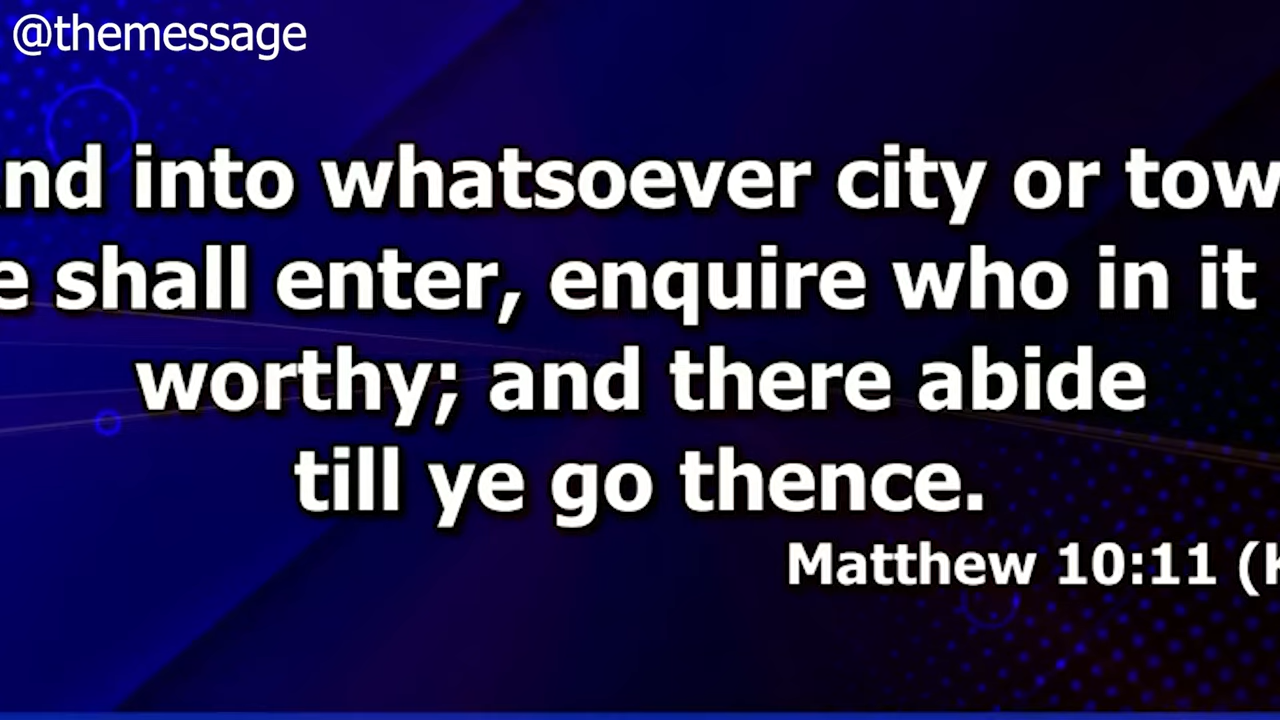 @themessage
nd into whatsoever city or tow
e shall enter, enquire who in it
worthy; and there abide
till ye go thence.
Matthew 10:11 (K